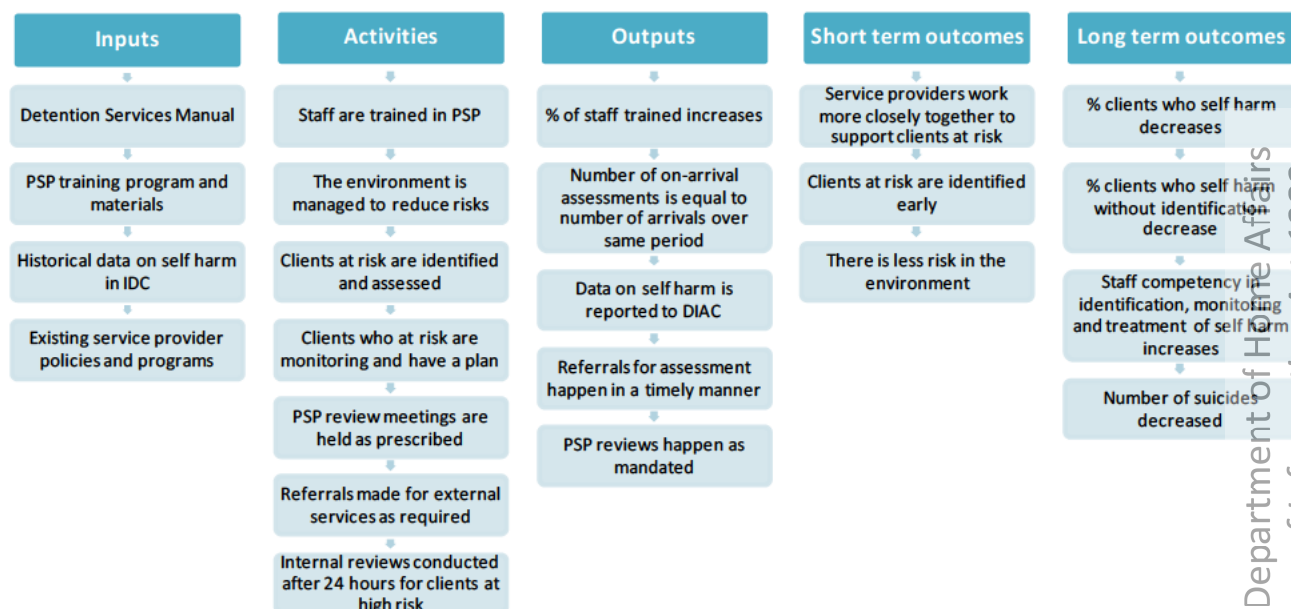 Inputs
Detention Services Manual
PSP training program and
materials
Historical data on self harm
in IDC
Existing service provider
policies and programs
Activities
Staff are trained in PSP
The environment is
managed to reduce risks
Clients at risk are identified
and assessed
Clients who at risk are
monitoring and have a plan
PSP review meetings are
held as prescribed
Referrals made for external
services as required
Internal reviews conducted
after 24 hours for clients at
high risk
Outputs
% of staff trained increases
Number of on-arrival
assessments is equal to
number of arrivals over
same period
Data on self harm is
reported to DIAC
Referrals for assessment
happen in a timely manner
PSP reviews happen as
mandated
Short term outcomes
Service providers work
more closely together to
support clients at risk
Clients at risk are identified
early
There is less risk in the
environment
Long term outcomes
% clients who self harm
decreases
% clients who self harm
without identification
decrease
Staff competency in
identification, monitoring
and treatment of self harm
increases
Number of suicides
decreased
Department of Home Affairs